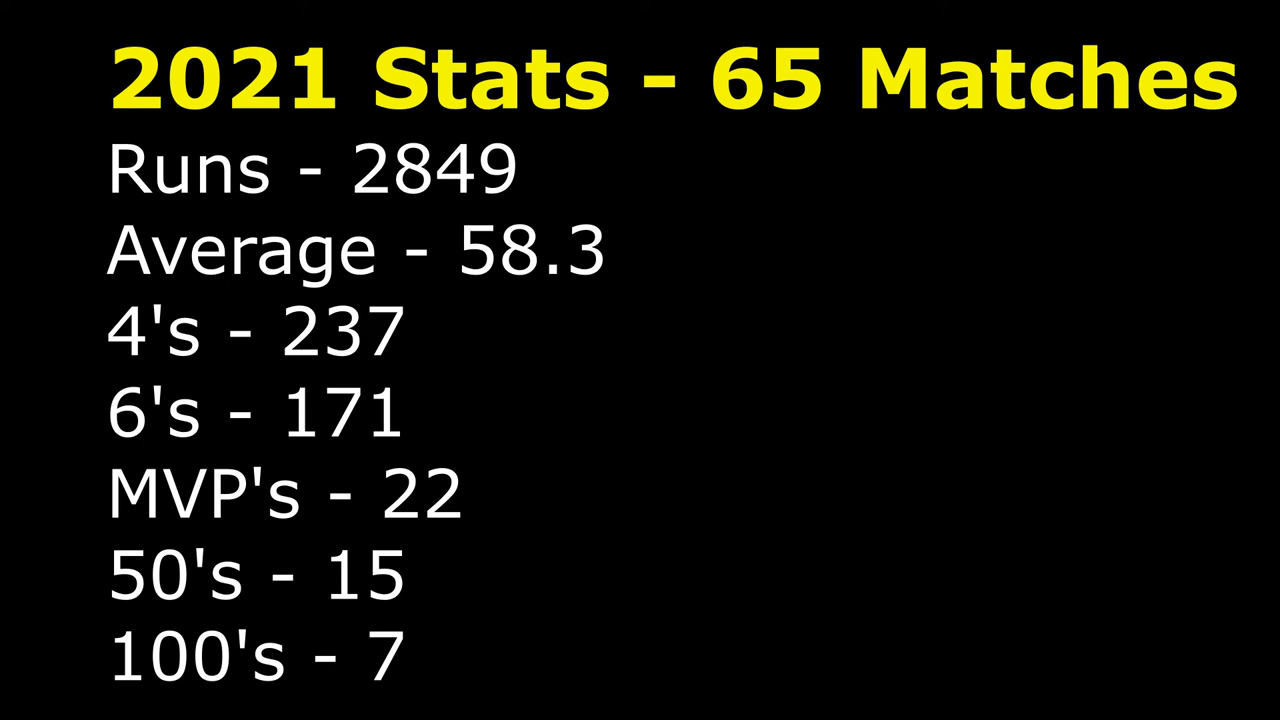 2021 Stats - 65 Matches
Runs - 2849
Average - 58.3
4's - 237
6's - 171
MVP's - 22
50's - 15
100's - 7